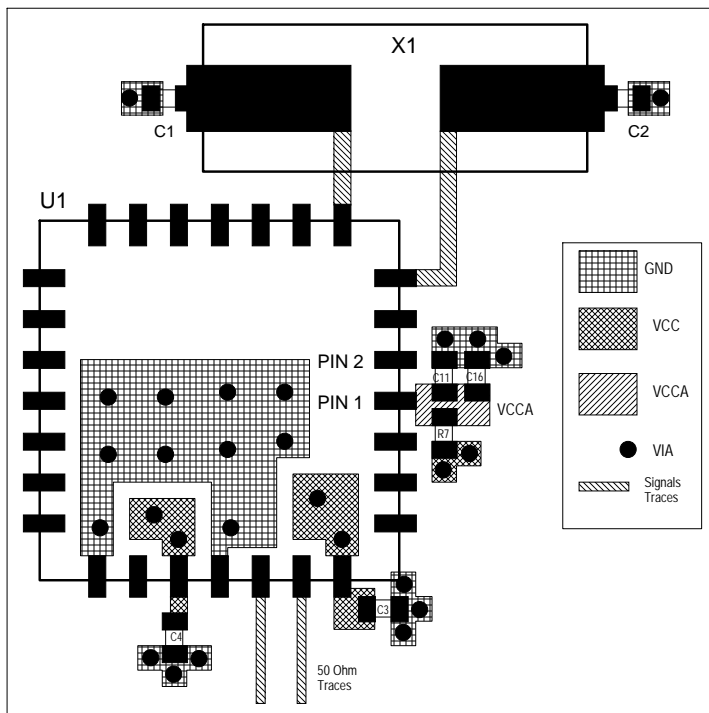 X1
C1
C2
U1
GND
PIN 2
VCC
C11
C16
PIN 1
VCCA
VCCA
R7
VIA
Signals
Traces
C3
C4
50 Ohm
Traces